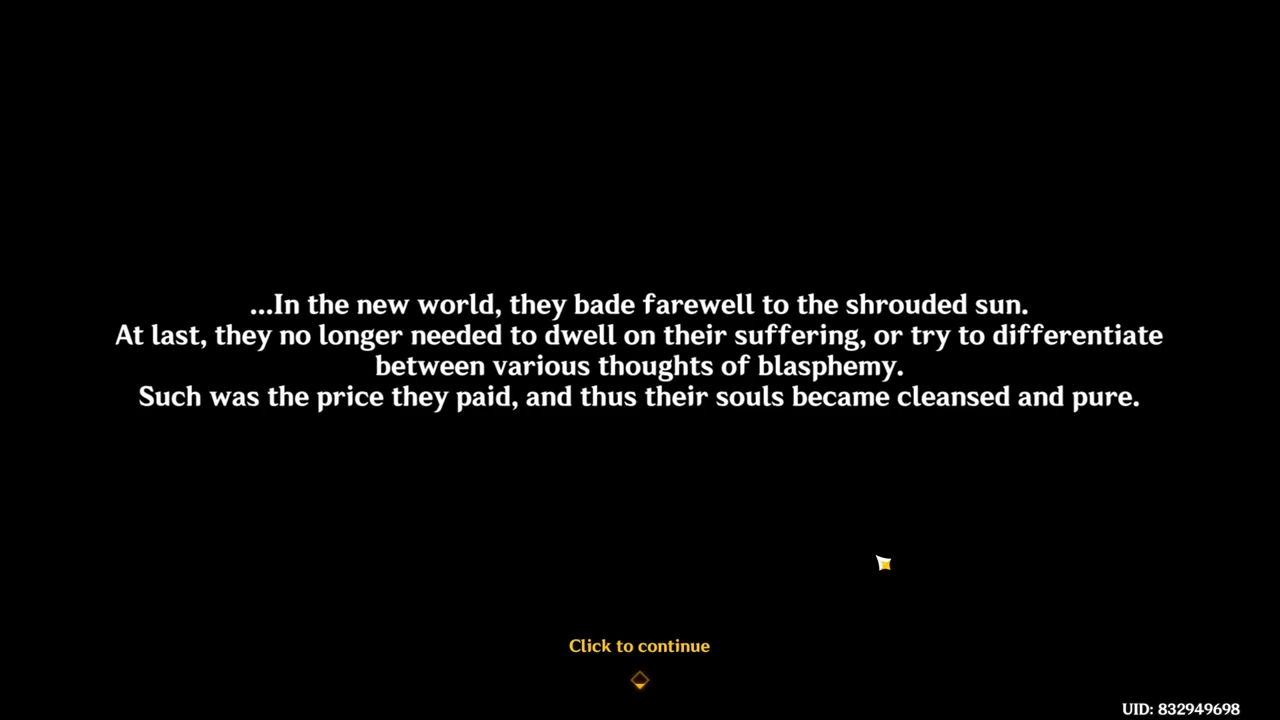 ...In the new world, they bade farewell to the shrouded sun.
At last, they no longer needed to dwell on their suffering, or try to differentiate
between various thoughts of blasphemy.
Such was the price they paid, and thus their souls became cleansed and pure.
Click to continue
UID: 832949698